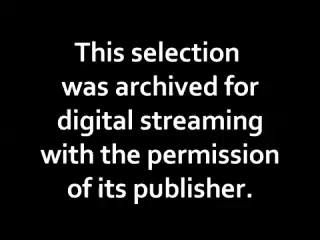 This selection
was archived for
digital streaming
with the permission
of its publisher.